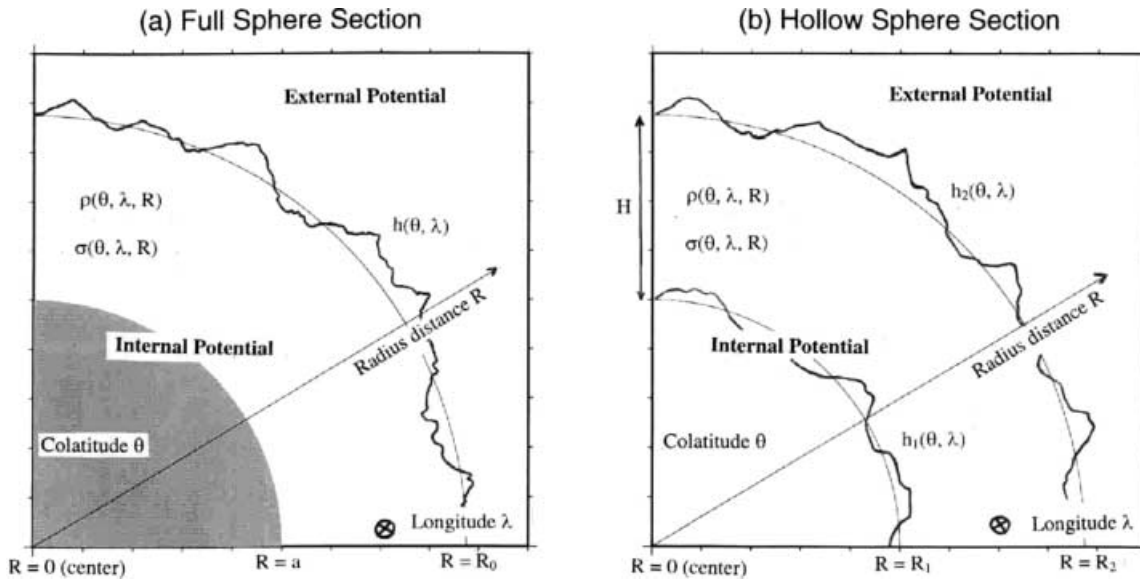 (a) Full Sphere Section
External Potential
ρ(θ, λ, R)
h(θ, λ)
σ(θ, λ, R)
Radius distance R
Internal Potential
Colatitude θ
Longitude λ
R = 0 (center)
R = a
R = R₀
(b) Hollow Sphere Section
External Potential
H
ρ(θ, λ, R)
h₂(θ, λ)
σ(θ, λ, R)
Radius distance R
Internal Potential
Colatitude θ
h₁(θ, λ)
Longitude λ
R = 0 (center)
R = R₁
R = R₂